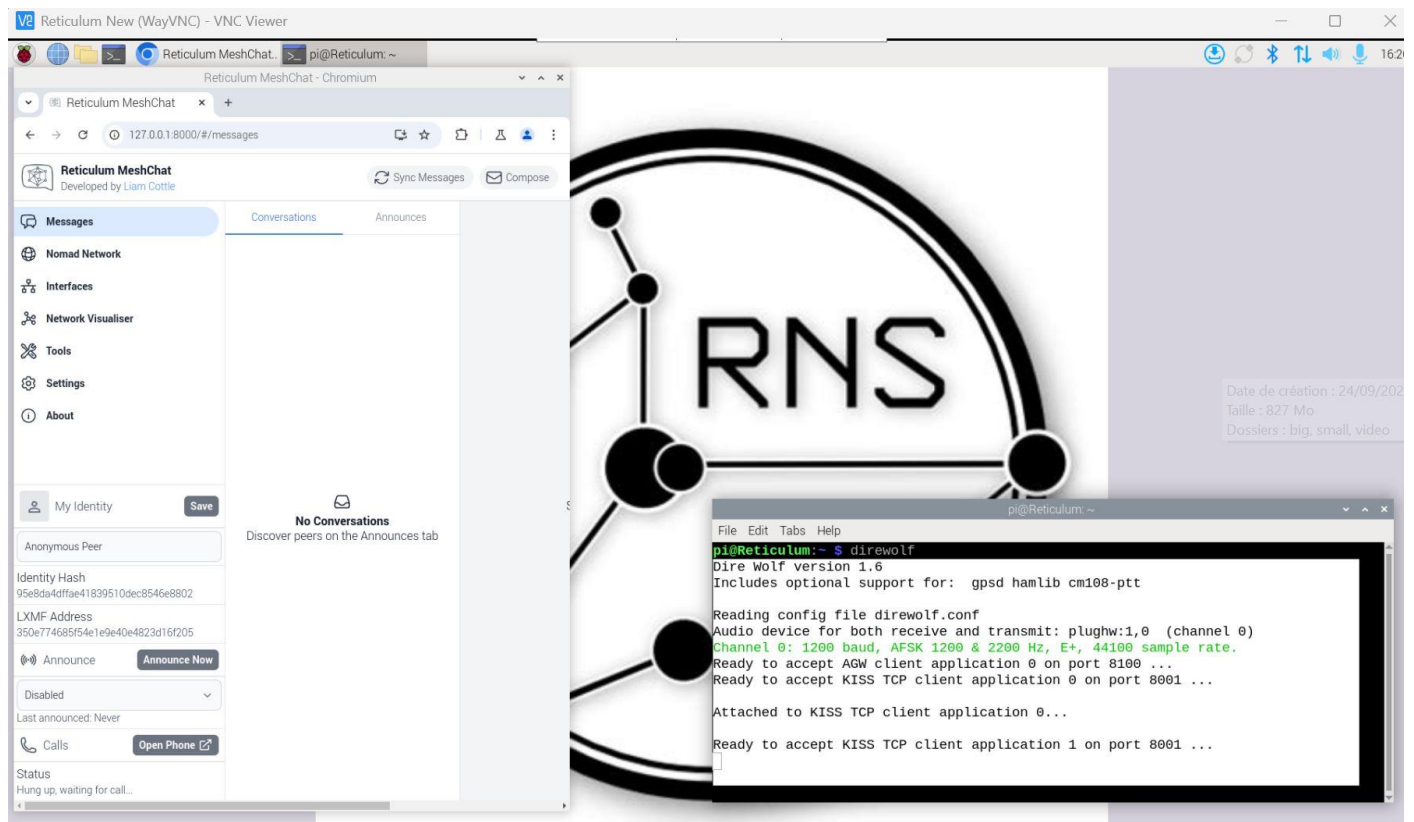 Reticulum New (WayVNC) - VNC Viewer
Reticulum MeshChat..
pi@Reticulum: ~
Reticulum MeshChat - Chromium
Reticulum MeshChat
127.0.0.1:8000/#/messages
Reticulum MeshChat
Developed by Liam Cottle
Sync Messages
Compose
Messages
Nomad Network
Interfaces
Network Visualiser
Tools
Settings
About
My Identity
Save
Anonymous Peer
Identity Hash
95e8da4dffae41839510dec8546e8802
LXMF Address
350e774685f54e1e9e40e4823d16f205
Announce
Announce Now
Disabled
Last announced: Never
Calls
Open Phone
Status
Hung up, waiting for call...
Conversations
Announces
No Conversations
Discover peers on the Announces tab
RNS
Date de création : 24/09/202
Taille : 827 Mo
Dossiers : big, small, video
pi@Reticulum: ~
File Edit Tabs Help
pi@Reticulum:~ $ direwolf
Dire Wolf version 1.6
Includes optional support for:  gpsd hamlib cm108-ptt
Reading config file direwolf.conf
Audio device for both receive and transmit: plughw:1,0  (channel 0)
Channel 0: 1200 baud, AFSK 1200 & 2200 Hz, E+, 44100 sample rate.
Ready to accept AGW client application 0 on port 8100 ...
Ready to accept KISS TCP client application 0 on port 8001 ...
Attached to KISS TCP client application 0...
Ready to accept KISS TCP client application 1 on port 8001 ...